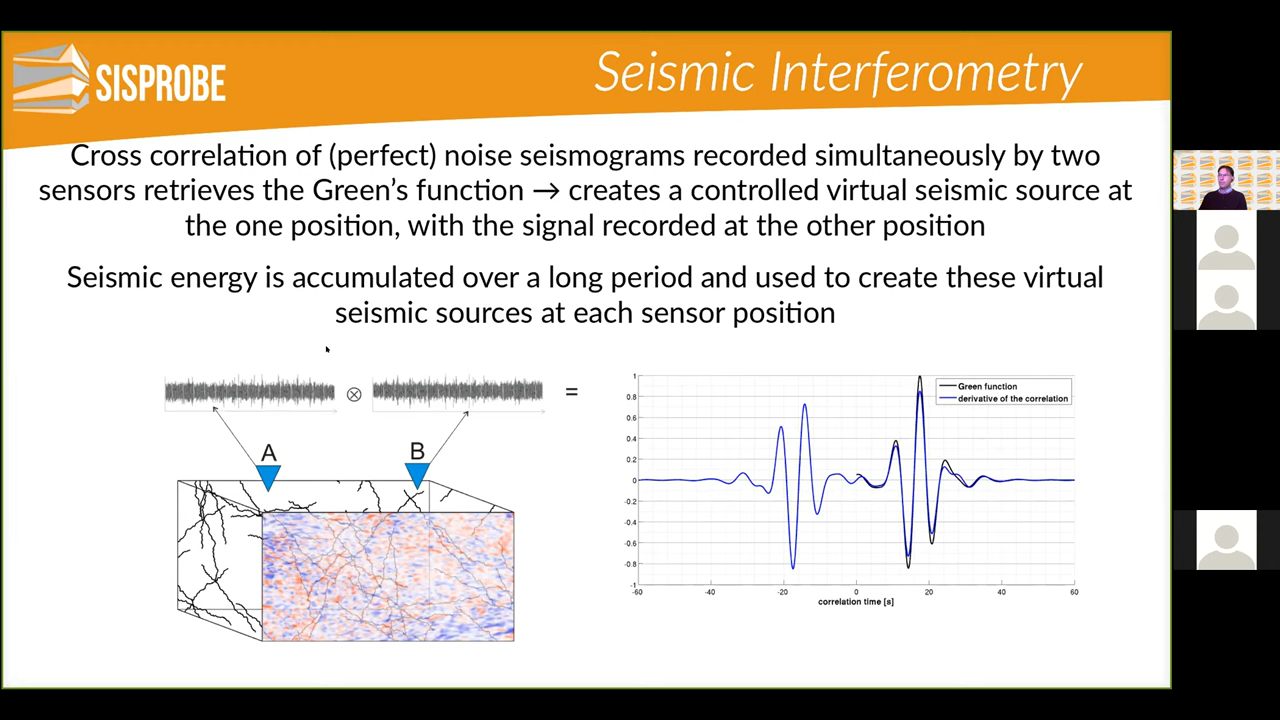 SISPROBE
Seismic Interferometry
Cross correlation of (perfect) noise seismograms recorded simultaneously by two
sensors retrieves the Green’s function → creates a controlled virtual seismic source at
the one position, with the signal recorded at the other position
Seismic energy is accumulated over a long period and used to create these virtual
seismic sources at each sensor position
⊗ =
A B
Green function
derivative of the correlation
1
0.8
0.6
0.4
0.2
0
-0.2
-0.4
-0.6
-0.8
-1
-60 -40 -20 0 20 40 60
correlation time [s]